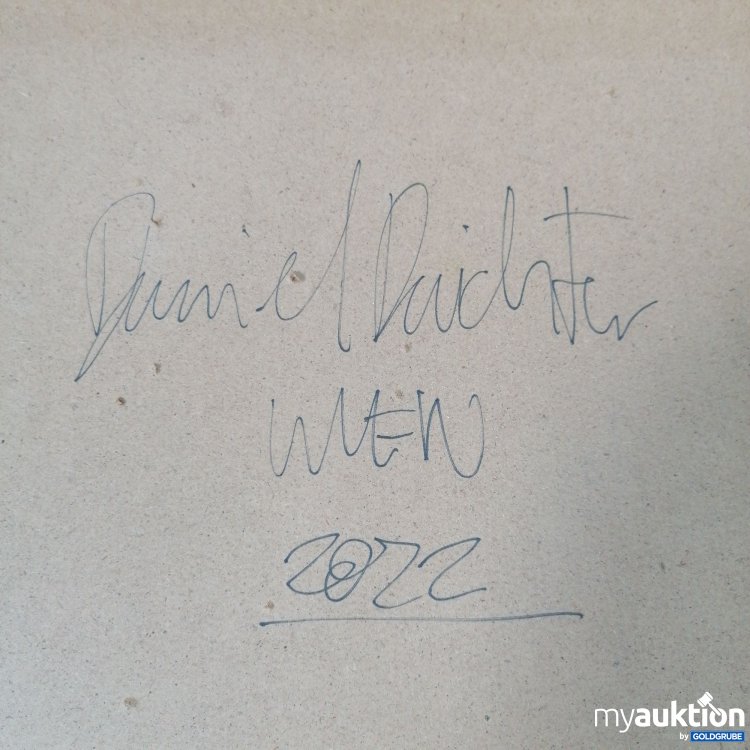 Daniel Richter
WIEN
2022
myauktion
by GOLDGRUBE